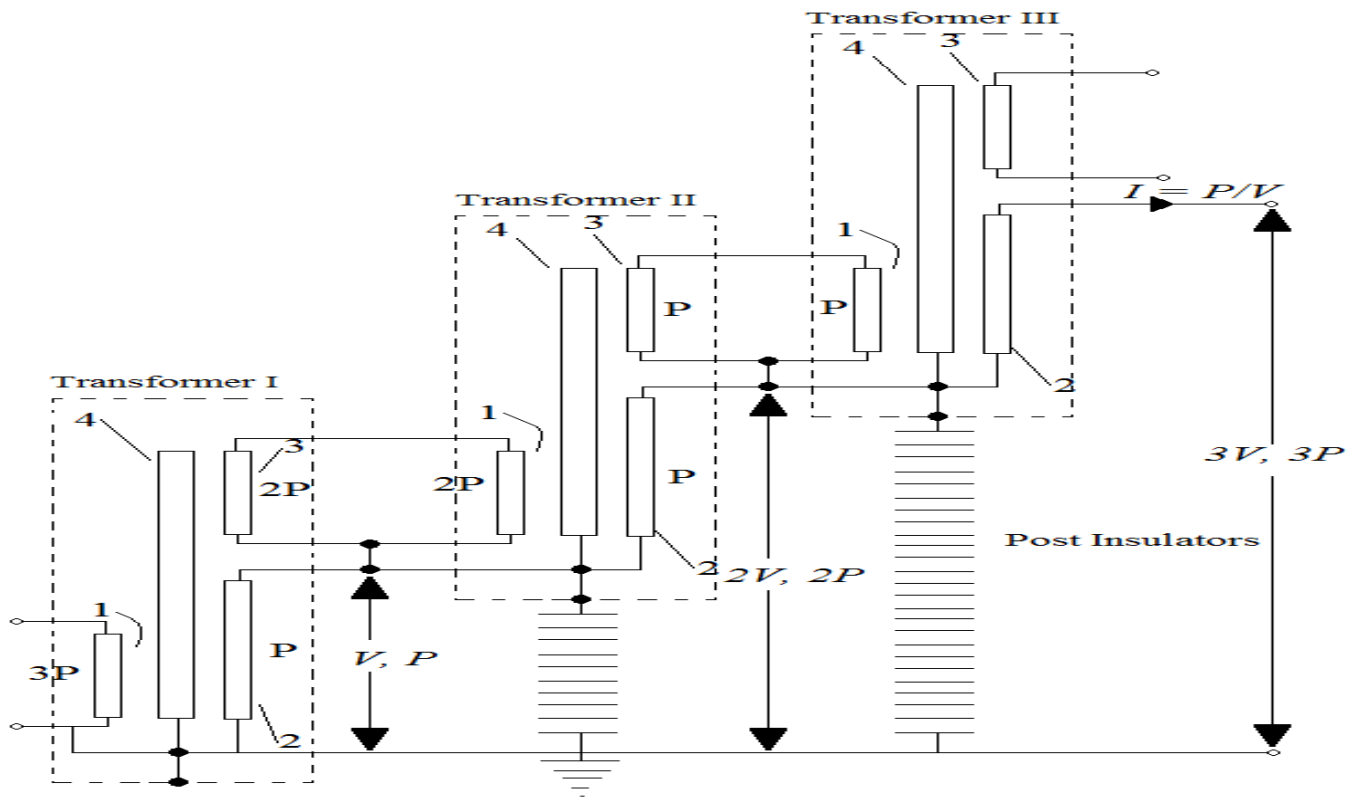 Transformer III
3
4
I = P/V
Transformer II
3
4
1
P
P
2
3V, 3P
Transformer I
4
3
1
2P
2P
P
2
2V, 2P
Post Insulators
1
3P
P
V, P
2